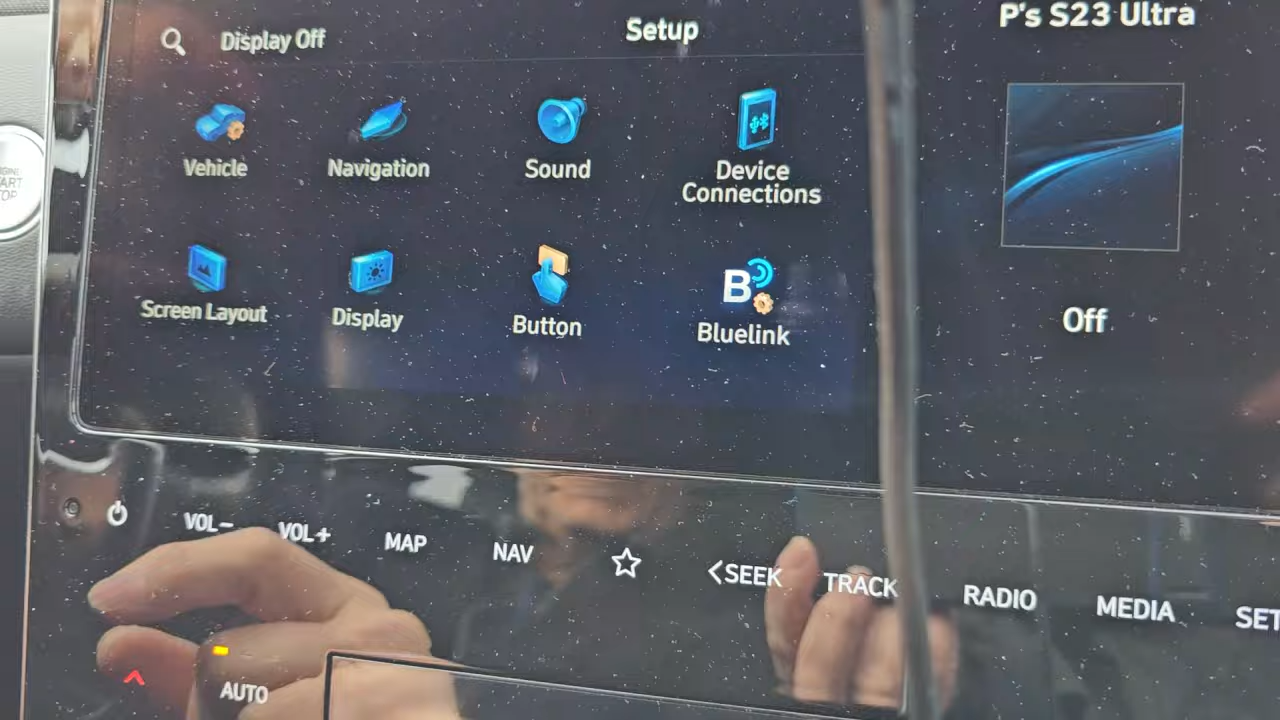 Display Off
Setup
P's S23 Ultra
Vehicle
Navigation
Sound
Device
Connections
Screen Layout
Display
Button
B
Bluelink
Off
VOL−
VOL+
MAP
NAV
<SEEK
TRACK
RADIO
MEDIA
AUTO